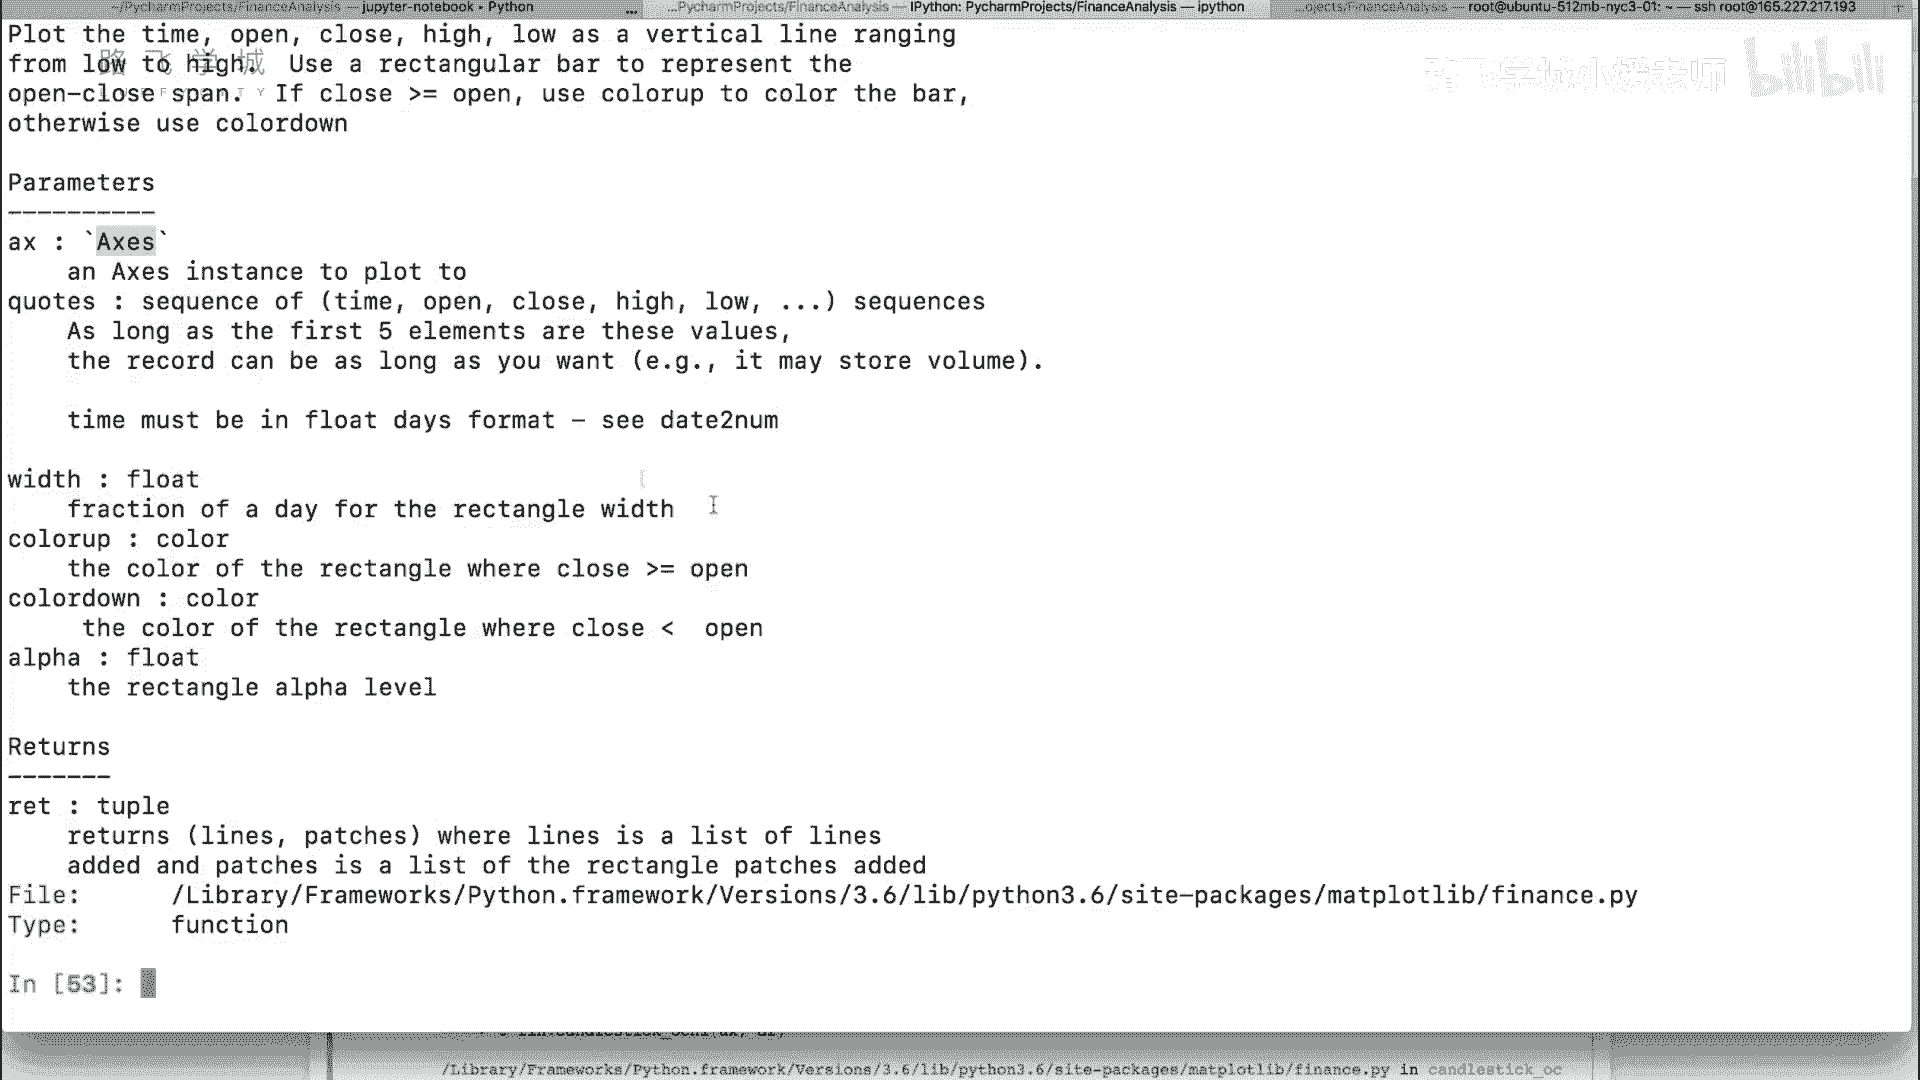 ~/PycharmProjects/FinanceAnalysis — jupyter-notebook • Python ... ...PycharmProjects/FinanceAnalysis — IPython: PycharmProjects/FinanceAnalysis — ipython ...ojects/FinanceAnalysis — root@ubuntu-512mb-nyc3-01: ~ — ssh root@165.227.217.193 +
Plot the time, open, close, high, low as a vertical line ranging
from low to high.  Use a rectangular bar to represent the
open-close span.  If close >= open, use colorup to color the bar,
otherwise use colordown
路飞学城
bilibili
Parameters
----------
ax : `Axes`
    an Axes instance to plot to
quotes : sequence of (time, open, close, high, low, ...) sequences
    As long as the first 5 elements are these values,
    the record can be as long as you want (e.g., it may store volume).
    time must be in float days format - see date2num
width : float
    fraction of a day for the rectangle width
colorup : color
    the color of the rectangle where close >= open
colordown : color
     the color of the rectangle where close <  open
alpha : float
    the rectangle alpha level
Returns
-------
ret : tuple
    returns (lines, patches) where lines is a list of lines
    added and patches is a list of the rectangle patches added
File:      /Library/Frameworks/Python.framework/Versions/3.6/lib/python3.6/site-packages/matplotlib/finance.py
Type:      function
In [53]:
/Library/Frameworks/Python.framework/Versions/3.6/lib/python3.6/site-packages/matplotlib/finance.py in candlestick_oc